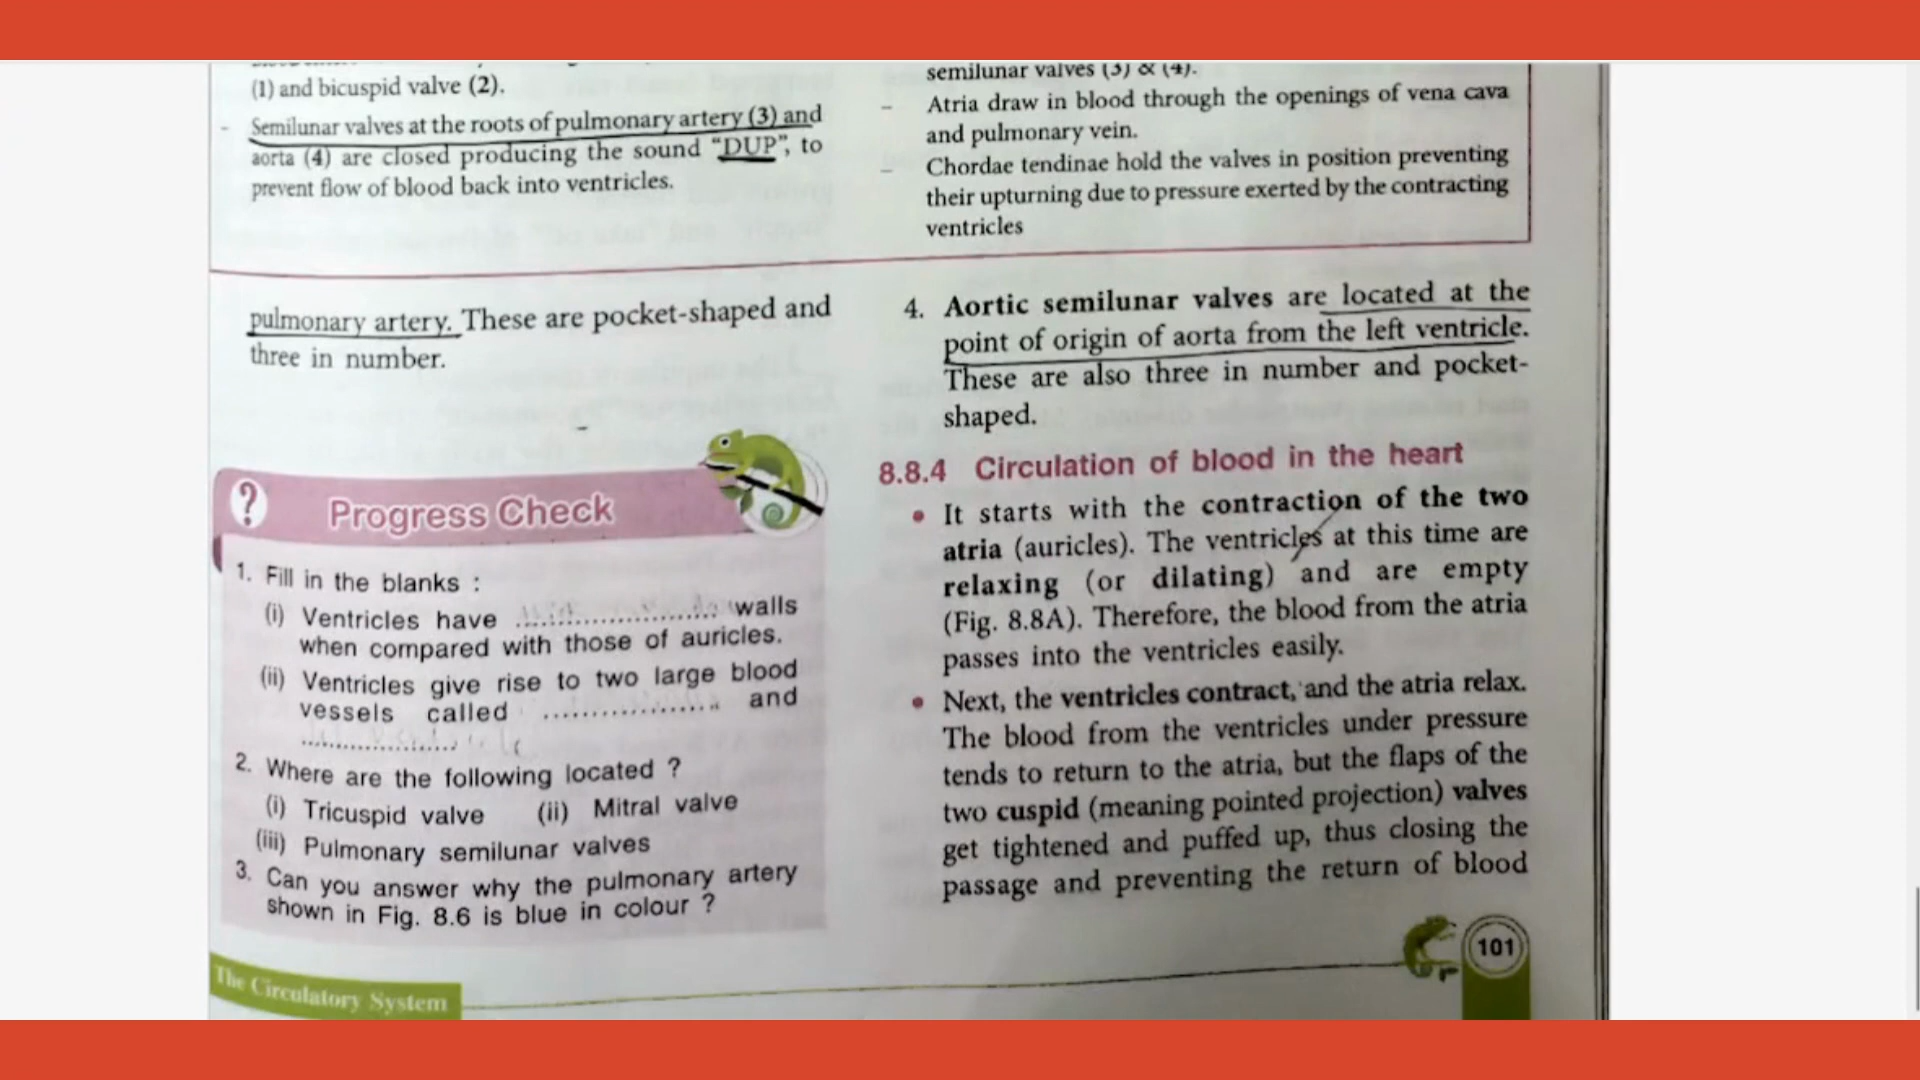 (1) and bicuspid valve (2).
- Semilunar valves at the roots of pulmonary artery (3) and
aorta (4) are closed producing the sound “DUP”, to
prevent flow of blood back into ventricles.
semilunar valves (3) & (4).
– Atria draw in blood through the openings of vena cava
and pulmonary vein.
– Chordae tendinae hold the valves in position preventing
their upturning due to pressure exerted by the contracting
ventricles
pulmonary artery. These are pocket-shaped and
three in number.
? Progress Check
1. Fill in the blanks :
(i) Ventricles have .......................... walls
when compared with those of auricles.
(ii) Ventricles give rise to two large blood
vessels called ...................... and
....................
2. Where are the following located ?
(i) Tricuspid valve (ii) Mitral valve
(iii) Pulmonary semilunar valves
3. Can you answer why the pulmonary artery
shown in Fig. 8.6 is blue in colour ?
4. Aortic semilunar valves are located at the
point of origin of aorta from the left ventricle.
These are also three in number and pocket-
shaped.
8.8.4 Circulation of blood in the heart
• It starts with the contraction of the two
atria (auricles). The ventricles at this time are
relaxing (or dilating) and are empty
(Fig. 8.8A). Therefore, the blood from the atria
passes into the ventricles easily.
• Next, the ventricles contract, and the atria relax.
The blood from the ventricles under pressure
tends to return to the atria, but the flaps of the
two cuspid (meaning pointed projection) valves
get tightened and puffed up, thus closing the
passage and preventing the return of blood
The Circulatory System
101